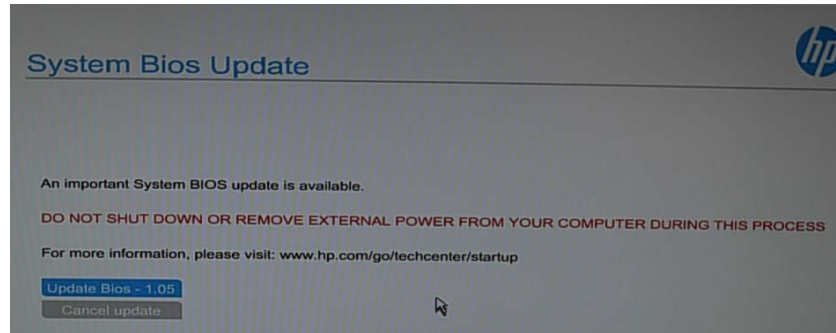 hp
System Bios Update
An important System BIOS update is available.
DO NOT SHUT DOWN OR REMOVE EXTERNAL POWER FROM YOUR COMPUTER DURING THIS PROCESS
For more information, please visit: www.hp.com/go/techcenter/startup
Update Bios - 1.05
Cancel update